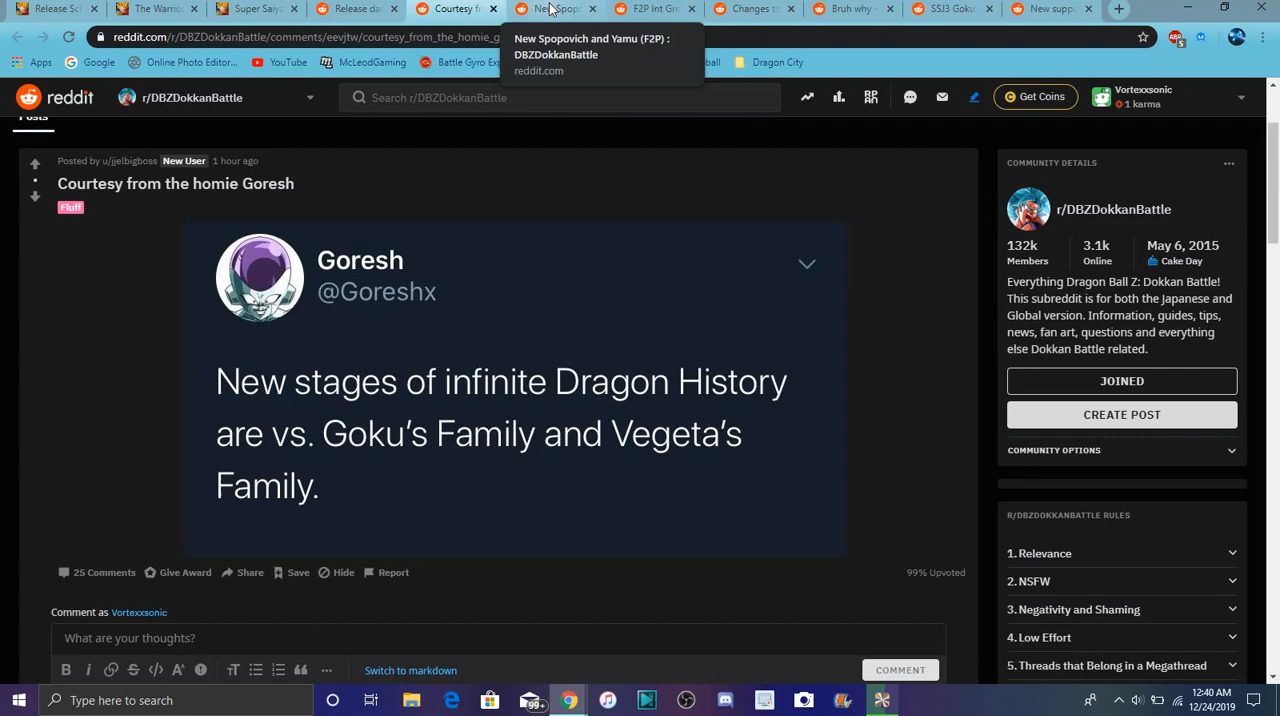 Release Sch
The Warrio
Super Saiya
Release da
Courtesy fr
New Spopo
F2P Int Gre
Changes to
Bruh why
SSJ3 Goku
New suppo
reddit.com/r/DBZDokkanBattle/comments/eevjtw/courtesy_from_the_homie_g
5
New Spopovich and Yamu (F2P) :
DBZDokkanBattle
reddit.com
Apps
Google
Online Photo Editor...
YouTube
McLeodGaming
Battle Gyro Exp
ball
Dragon City
reddit
r/DBZDokkanBattle
Search r/DBZDokkanBattle
Get Coins
Vortexxsonic
1 karma
Posts
Posted by u/jjelbigboss New User 1 hour ago
Courtesy from the homie Goresh
Fluff
Goresh
@Goreshx
New stages of infinite Dragon History
are vs. Goku's Family and Vegeta's
Family.
25 Comments
Give Award
Share
Save
Hide
Report
99% Upvoted
Comment as Vortexxsonic
What are your thoughts?
Switch to markdown
COMMENT
COMMUNITY DETAILS
r/DBZDokkanBattle
132k
Members
3.1k
Online
May 6, 2015
Cake Day
Everything Dragon Ball Z: Dokkan Battle!
This subreddit is for both the Japanese and
Global version. Information, guides, tips,
news, fan art, questions and everything
else Dokkan Battle related.
JOINED
CREATE POST
COMMUNITY OPTIONS
R/DBZDOKKANBATTLE RULES
1. Relevance
2. NSFW
3. Negativity and Shaming
4. Low Effort
5. Threads that Belong in a Megathread
Type here to search
99+
12:40 AM
12/24/2019